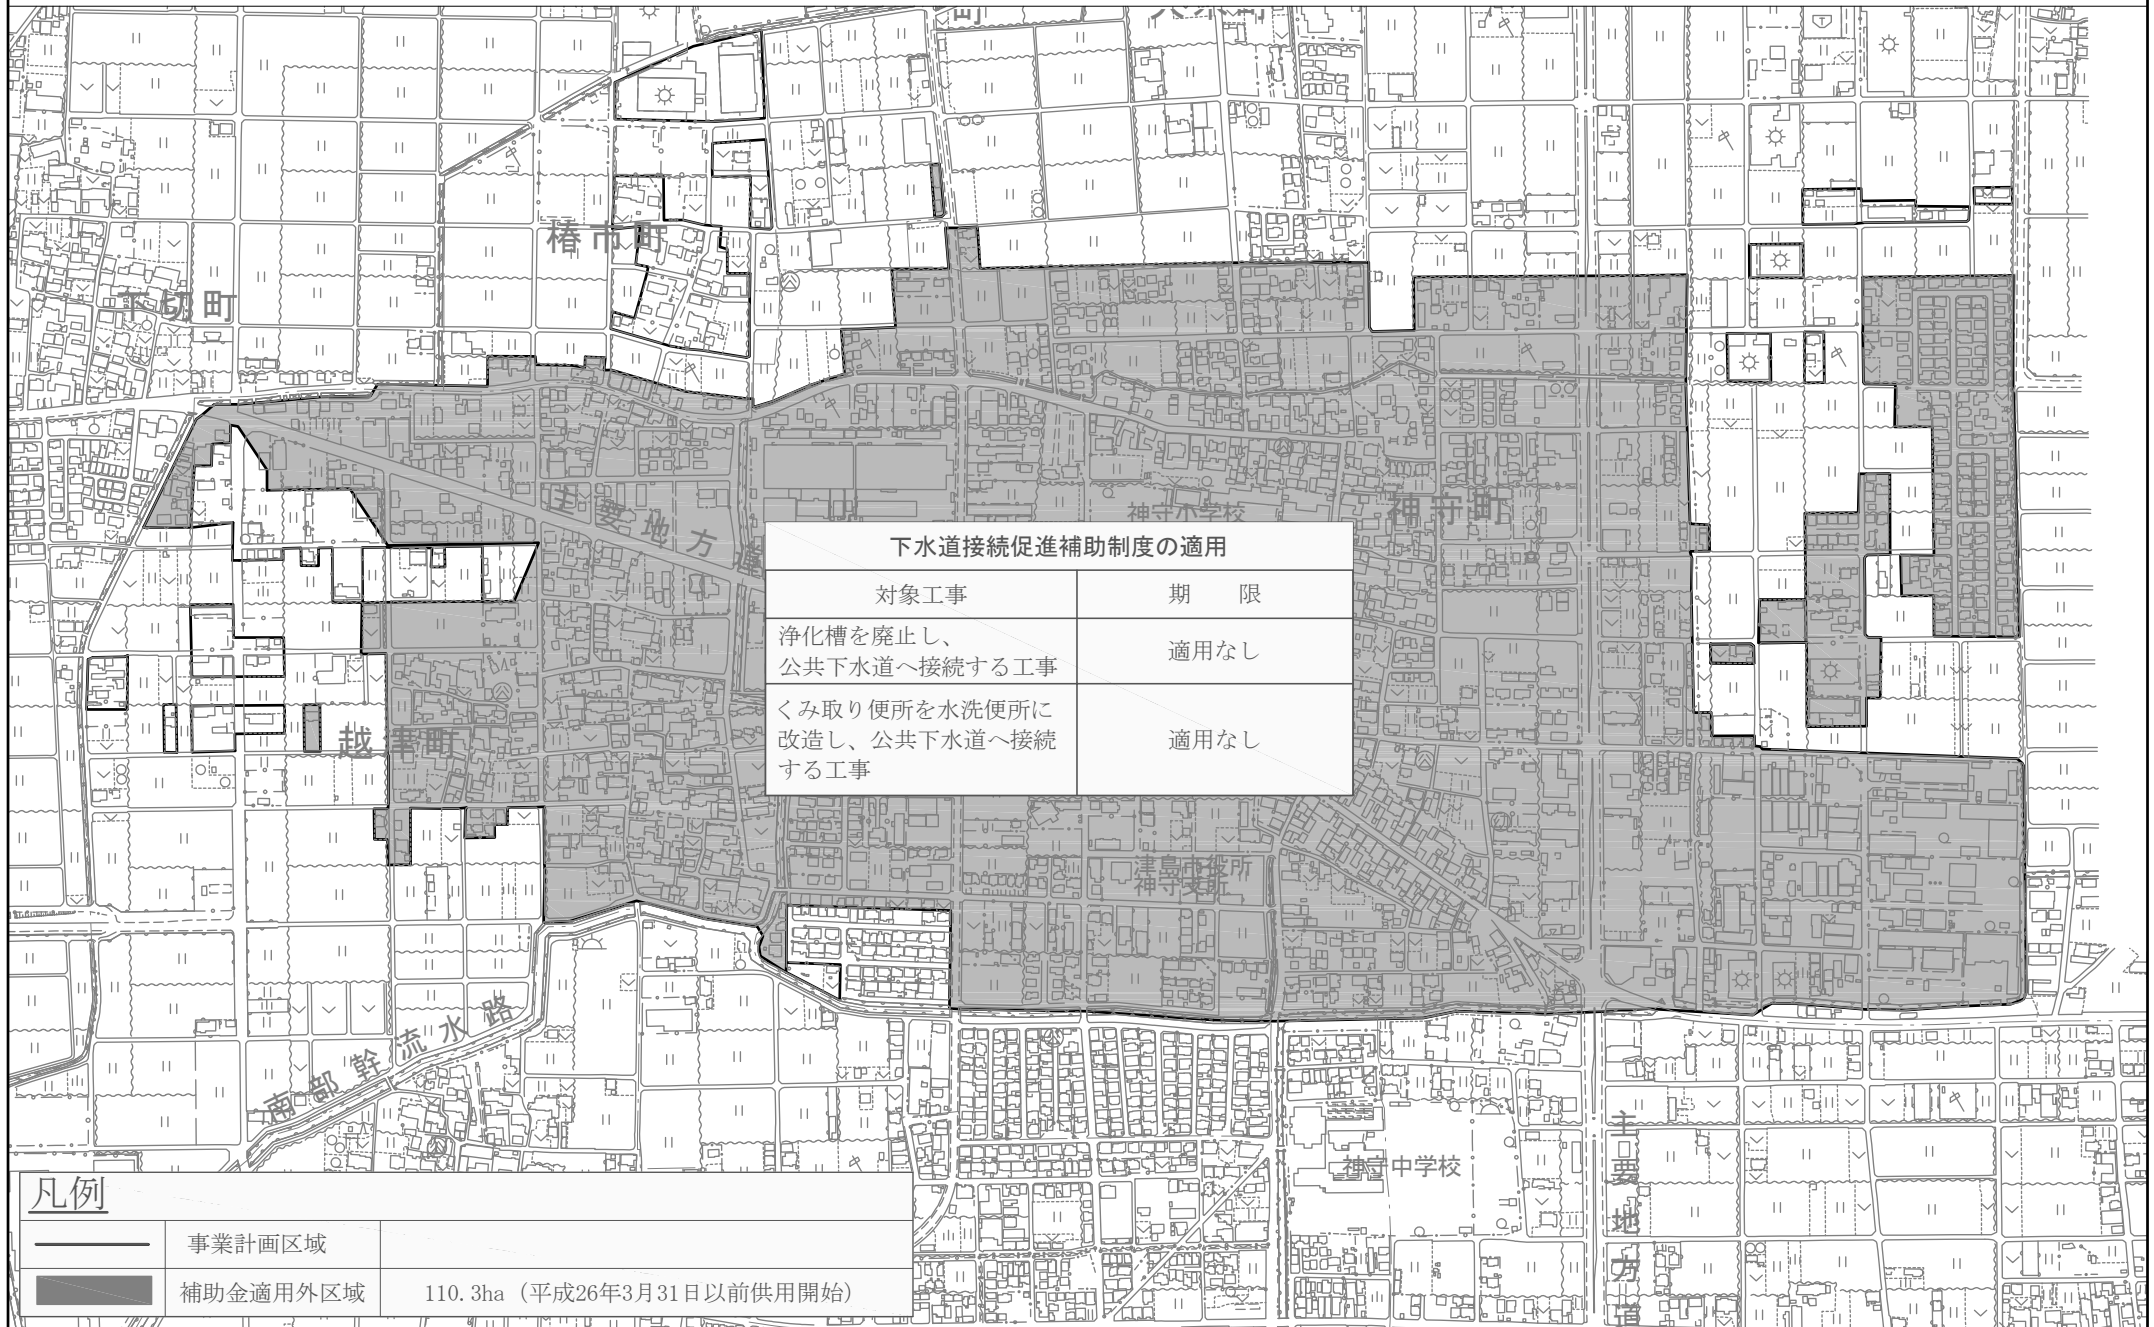 椿市町
下切町
神守小学校
神守町
主要地方道
下水道接続促進補助制度の適用
対象工事
期　限
浄化槽を廃止し、
公共下水道へ接続する工事
適用なし
くみ取り便所を水洗便所に
改造し、公共下水道へ接続
する工事
適用なし
越津町
津島市役所
神守支所
南部幹流水路
神守中学校
主要地方道
凡例
事業計画区域
補助金適用外区域
110.3ha（平成26年3月31日以前供用開始）